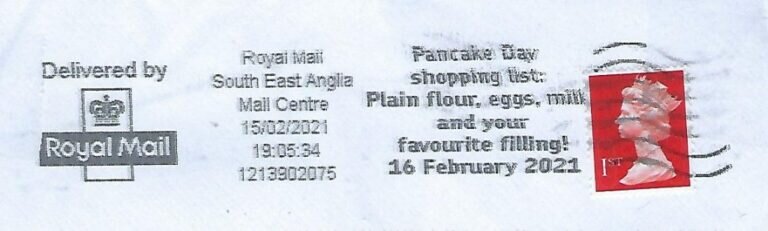 Delivered by
Royal Mail
Royal Mail
South East Anglia
Mail Centre
15/02/2021
19:05:34
1213902075
Pancake Day
shopping list:
Plain flour, eggs, milk
and your
favourite filling!
16 February 2021
1ST